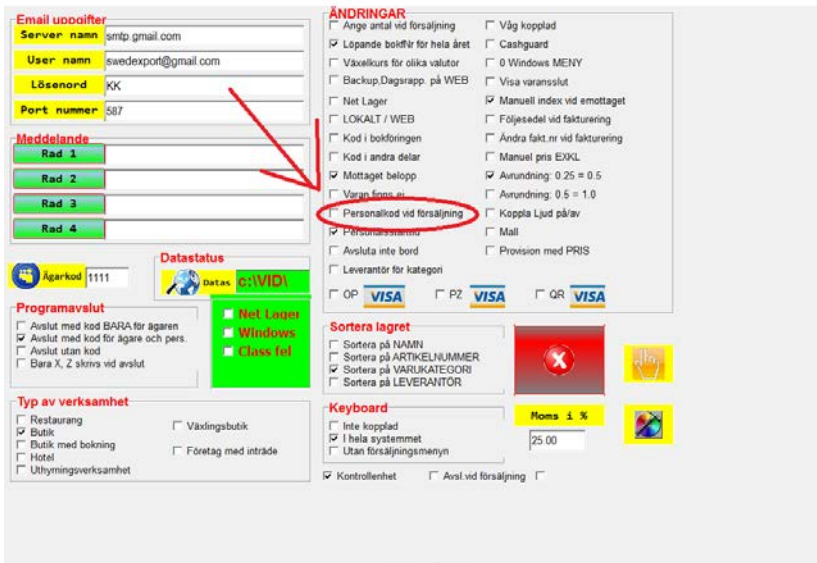 Email uppgifter
Server namn smtp.gmail.com
User namn swedexport@gmail.com
Lösenord KK
Port nummer 587
Meddelande
Rad 1
Rad 2
Rad 3
Rad 4
Ägarkod 1111
Datastatus
Datas c:\VID\
Net Lager
Windows
Class fel
Programavslut
Avslut med kod BARA för ägaren
Avslut med kod för ägare och pers.
Avslut utan kod
Bara X, Z skrivs vid avslut
Typ av verksamhet
Restaurang
Butik
Butik med bokning
Hotel
Uthyrningsverksamhet
Växlingsbutik
Företag med inträde
ÄNDRINGAR
Ange antal vid försäljning
Löpande bokfNr för hela året
Växelkurs för olika valutor
Backup,Dagsrapp. på WEB
Net Lager
LOKALT / WEB
Kod i bokföringen
Kod i andra delar
Mottaget belopp
Varan finns ej
Personalkod vid försäljning
Personalsstämtid
Avsluta inte bord
Leverantör för kategori
Våg kopplad
Cashguard
0 Windows MENY
Visa varansslut
Manuell index vid emottaget
Följesedel vid fakturering
Ändra fakt.nr vid fakturering
Manuel pris EXKL
Avrundning: 0.25 = 0.5
Avrundning: 0.5 = 1.0
Koppla Ljud på/av
Mall
Provision med PRIS
OP VISA PZ VISA QR VISA
Sortera lagret
Sortera på NAMN
Sortera på ARTIKELNUMMER
Sortera på VARUKATEGORI
Sortera på LEVERANTÖR
Keyboard
Inte kopplad
I hela systemmet
Utan försäljningsmenyn
Moms i %
25.00
Kontrollenhet Avsl.vid försäljning